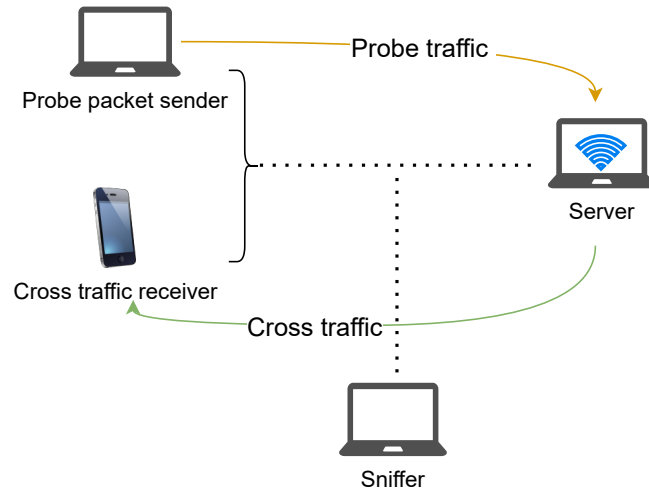 Probe traffic
Probe packet sender
Server
Cross traffic receiver
Cross traffic
Sniffer